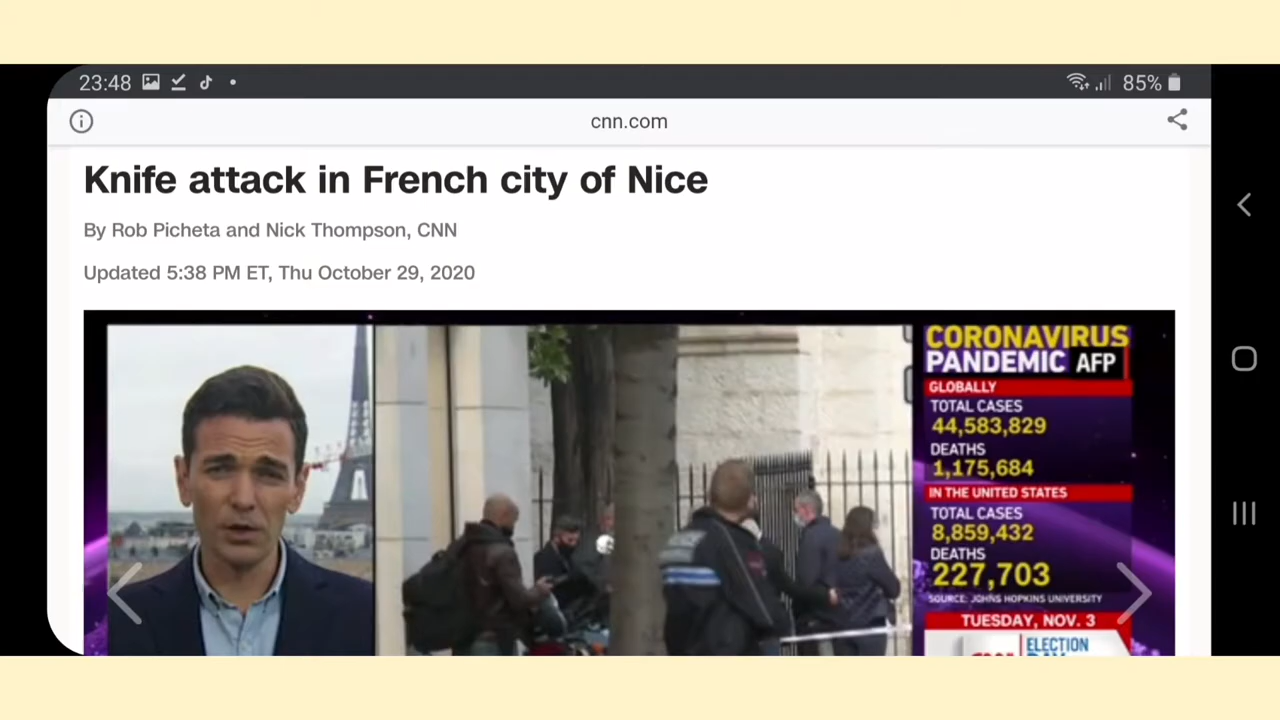 23:48
85%
cnn.com
Knife attack in French city of Nice
By Rob Picheta and Nick Thompson, CNN
Updated 5:38 PM ET, Thu October 29, 2020
CORONAVIRUS
PANDEMIC AFP
GLOBALLY
TOTAL CASES
44,583,829
DEATHS
1,175,684
IN THE UNITED STATES
TOTAL CASES
8,859,432
DEATHS
227,703
SOURCE: JOHNS HOPKINS UNIVERSITY
TUESDAY, NOV. 3
ELECTION